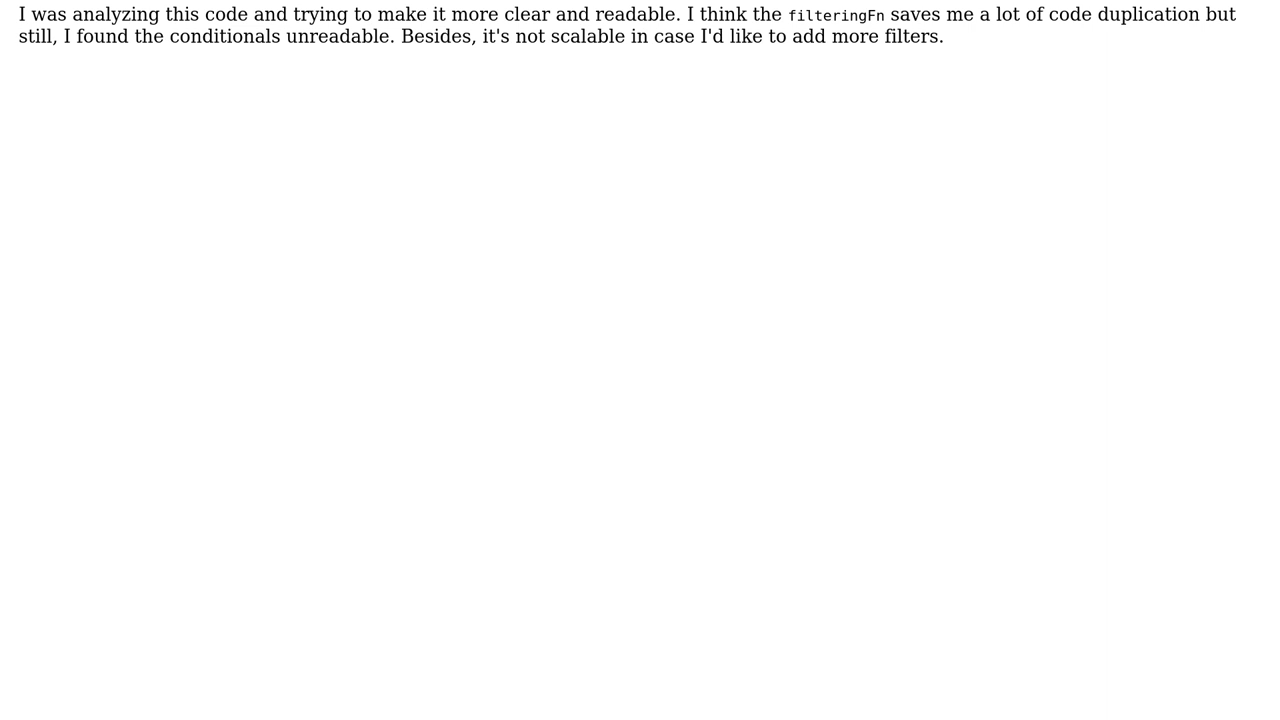 I was analyzing this code and trying to make it more clear and readable. I think the filteringFn saves me a lot of code duplication but
still, I found the conditionals unreadable. Besides, it's not scalable in case I'd like to add more filters.